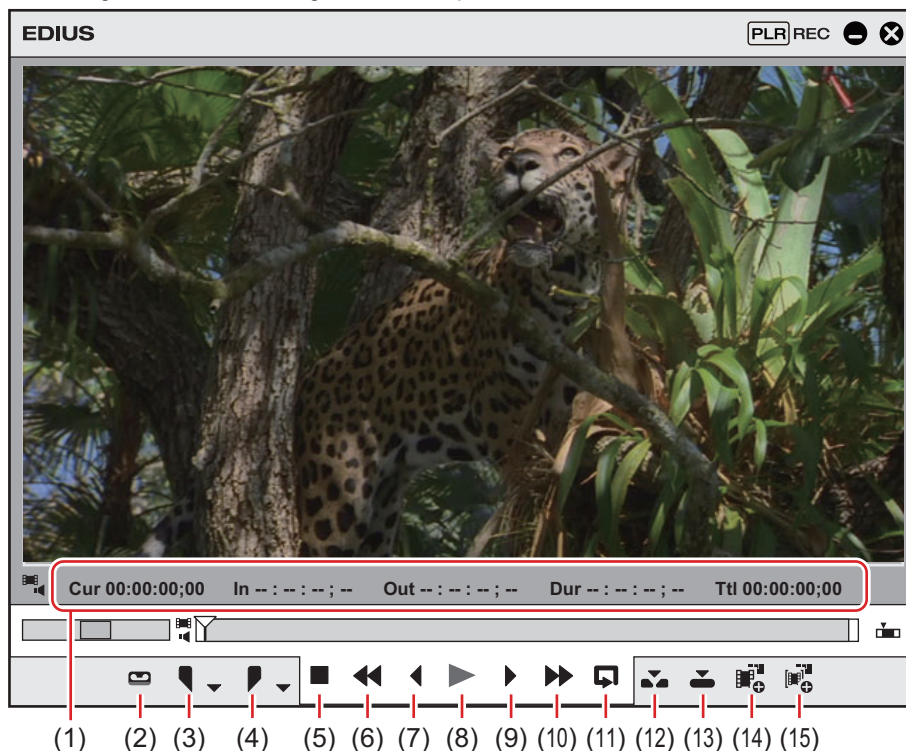 EDIUS PLR REC
Cur 00:00:00;00 In -- : -- : -- ; -- Out -- : -- : -- ; -- Dur -- : -- : -- ; -- Ttl 00:00:00;00
(1) (2) (3) (4) (5) (6) (7) (8) (9) (10) (11) (12) (13) (14) (15)